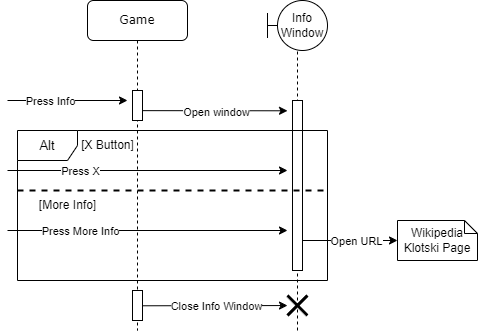 Game
Info
Window
Press Info
Open window
Alt
[X Button]
Press X
[More Info]
Press More Info
Open URL
Wikipedia
Klotski Page
Close Info Window